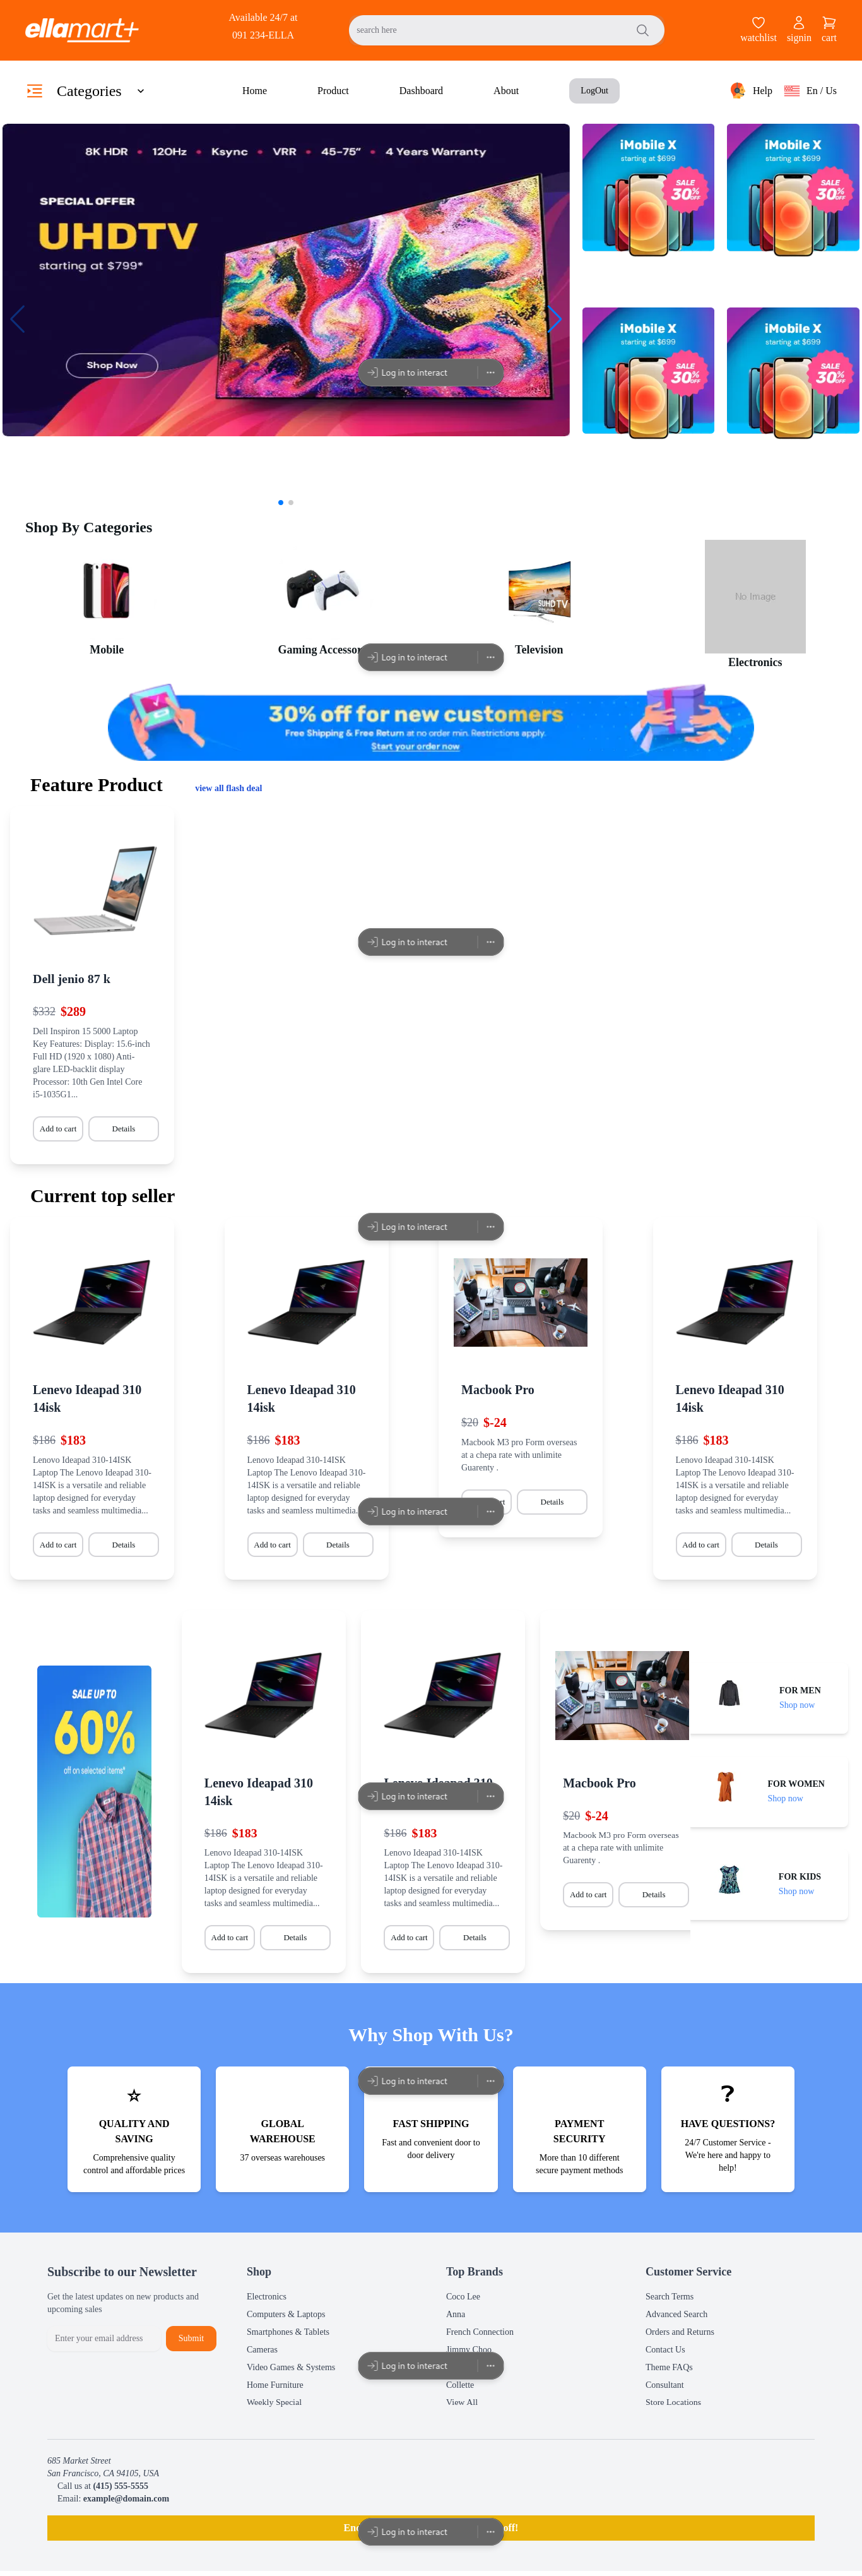 ellamart+
Available 24/7 at
091 234-ELLA
search here
watchlist
signin
cart
Categories
Home
Product
Dashboard
About
LogOut
Help
En / Us
8K HDR • 120Hz • Ksync • VRR • 45-75” • 4 Years Warranty
SPECIAL OFFER
UHDTV
starting at $799*
Shop Now
iMobile X
starting at $699
SALE
30% OFF
iMobile X
starting at $699
SALE
30% OFF
iMobile X
starting at $699
SALE
30% OFF
iMobile X
starting at $699
SALE
30% OFF
Log in to interact
Shop By Categories
SUHDTV
No Image
Mobile
Gaming Accessor
Television
Electronics
Log in to interact
30% off for new customers
Free Shipping & Free Return at no order min. Restrictions apply.
Start your order now
Feature Product
view all flash deal
Log in to interact
Dell jenio 87 k
$332 $289
Dell Inspiron 15 5000 Laptop
Key Features: Display: 15.6-inch
Full HD (1920 x 1080) Anti-
glare LED-backlit display
Processor: 10th Gen Intel Core
i5-1035G1...
Add to cart
Details
Current top seller
Log in to interact
Lenevo Ideapad 310
14isk
$186 $183
Lenovo Ideapad 310-14ISK
Laptop The Lenovo Ideapad 310-
14ISK is a versatile and reliable
laptop designed for everyday
tasks and seamless multimedia...
Add to cart
Details
Lenevo Ideapad 310
14isk
$186 $183
Lenovo Ideapad 310-14ISK
Laptop The Lenovo Ideapad 310-
14ISK is a versatile and reliable
laptop designed for everyday
tasks and seamless multimedia.
Add to cart
Details
Macbook Pro
$20 $-24
Macbook M3 pro Form overseas
at a chepa rate with unlimite
Guarenty .
Details
Log in to interact
Lenevo Ideapad 310
14isk
$186 $183
Lenovo Ideapad 310-14ISK
Laptop The Lenovo Ideapad 310-
14ISK is a versatile and reliable
laptop designed for everyday
tasks and seamless multimedia...
Add to cart
Details
SALE UP TO
60%
off on selected items*
Lenevo Ideapad 310
14isk
$186 $183
Lenovo Ideapad 310-14ISK
Laptop The Lenovo Ideapad 310-
14ISK is a versatile and reliable
laptop designed for everyday
tasks and seamless multimedia...
Add to cart
Details
Lenevo Ideapad 310
Log in to interact
$186 $183
Lenovo Ideapad 310-14ISK
Laptop The Lenovo Ideapad 310-
14ISK is a versatile and reliable
laptop designed for everyday
tasks and seamless multimedia...
Add to cart
Details
Macbook Pro
$20 $-24
Macbook M3 pro Form overseas
at a chepa rate with unlimite
Guarenty .
Add to cart
Details
FOR MEN
Shop now
FOR WOMEN
Shop now
FOR KIDS
Shop now
Why Shop With Us?
Log in to interact
QUALITY AND
SAVING
Comprehensive quality
control and affordable prices
GLOBAL
WAREHOUSE
37 overseas warehouses
FAST SHIPPING
Fast and convenient door to
door delivery
PAYMENT
SECURITY
More than 10 different
secure payment methods
?
HAVE QUESTIONS?
24/7 Customer Service -
We're here and happy to
help!
Subscribe to our Newsletter
Get the latest updates on new products and
upcoming sales
Enter your email address
Submit
Shop
Electronics
Computers & Laptops
Smartphones & Tablets
Cameras
Video Games & Systems
Home Furniture
Weekly Special
Top Brands
Coco Lee
Anna
French Connection
Jimmy Choo
Log in to interact
Collette
View All
Customer Service
Search Terms
Advanced Search
Orders and Returns
Contact Us
Theme FAQs
Consultant
Store Locations
685 Market Street
San Francisco, CA 94105, USA
Call us at (415) 555-5555
Email: example@domain.com
Log in to interact
off!